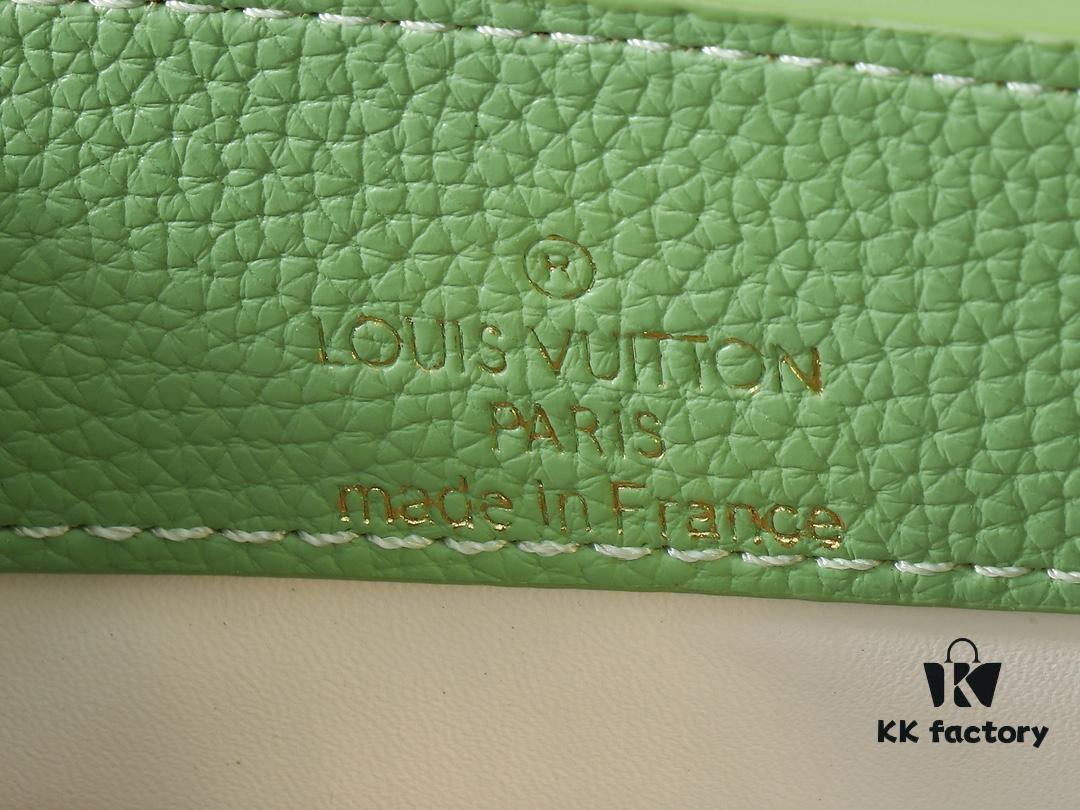 ®
LOUIS VUITTON
PARIS
made in France
KK factory